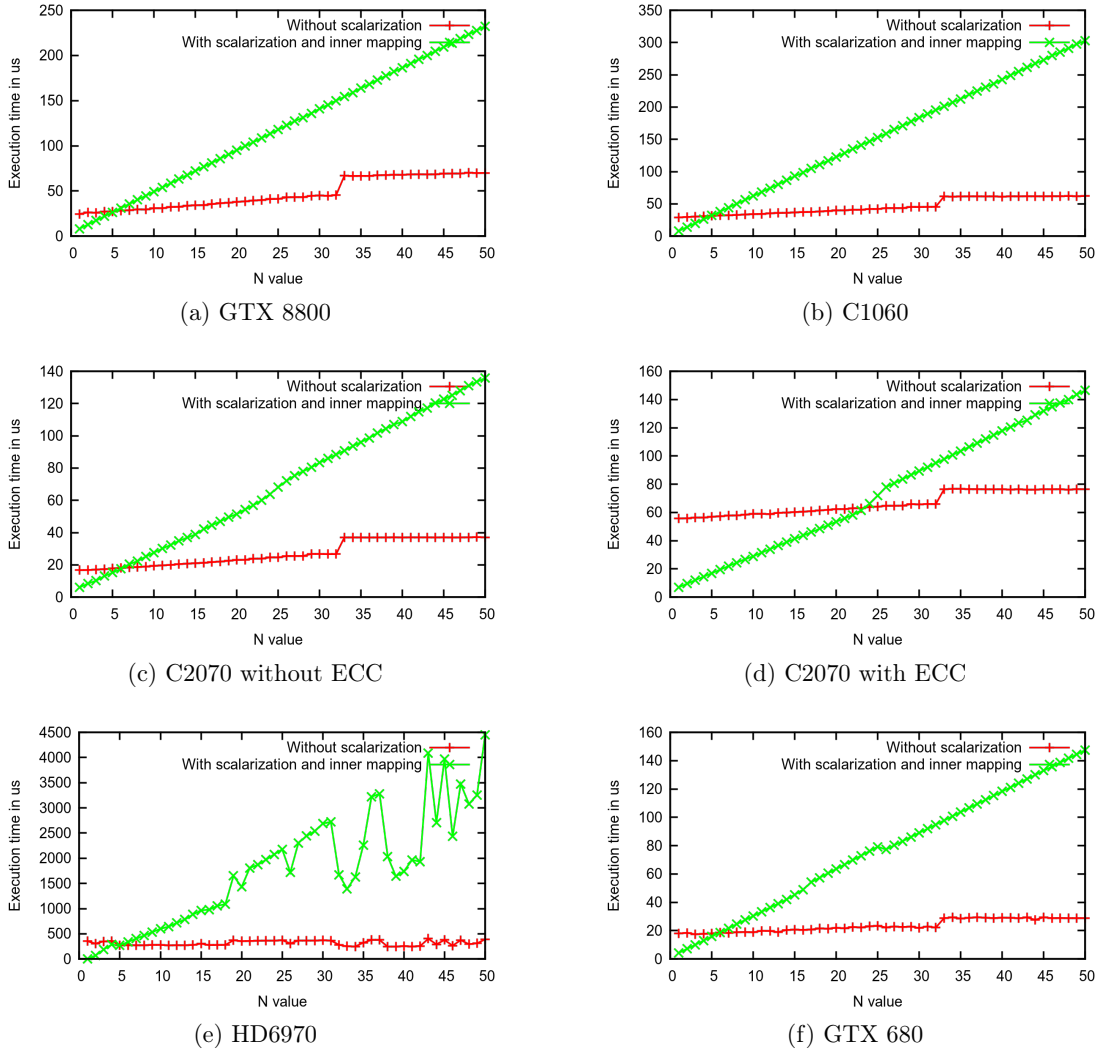 250
200
150
100
50
0
Execution time in us
Without scalarization
With scalarization and inner mapping
0 5 10 15 20 25 30 35 40 45 50
N value
(a) GTX 8800
350
300
250
200
150
100
50
0
Execution time in us
Without scalarization
With scalarization and inner mapping
0 5 10 15 20 25 30 35 40 45 50
N value
(b) C1060
140
120
100
80
60
40
20
0
Execution time in us
Without scalarization
With scalarization and inner mapping
0 5 10 15 20 25 30 35 40 45 50
N value
(c) C2070 without ECC
160
140
120
100
80
60
40
20
0
Execution time in us
Without scalarization
With scalarization and inner mapping
0 5 10 15 20 25 30 35 40 45 50
N value
(d) C2070 with ECC
4500
4000
3500
3000
2500
2000
1500
1000
500
0
Execution time in us
Without scalarization
With scalarization and inner mapping
0 5 10 15 20 25 30 35 40 45 50
N value
(e) HD6970
160
140
120
100
80
60
40
20
0
Execution time in us
Without scalarization
With scalarization and inner mapping
0 5 10 15 20 25 30 35 40 45 50
N value
(f) GTX 680